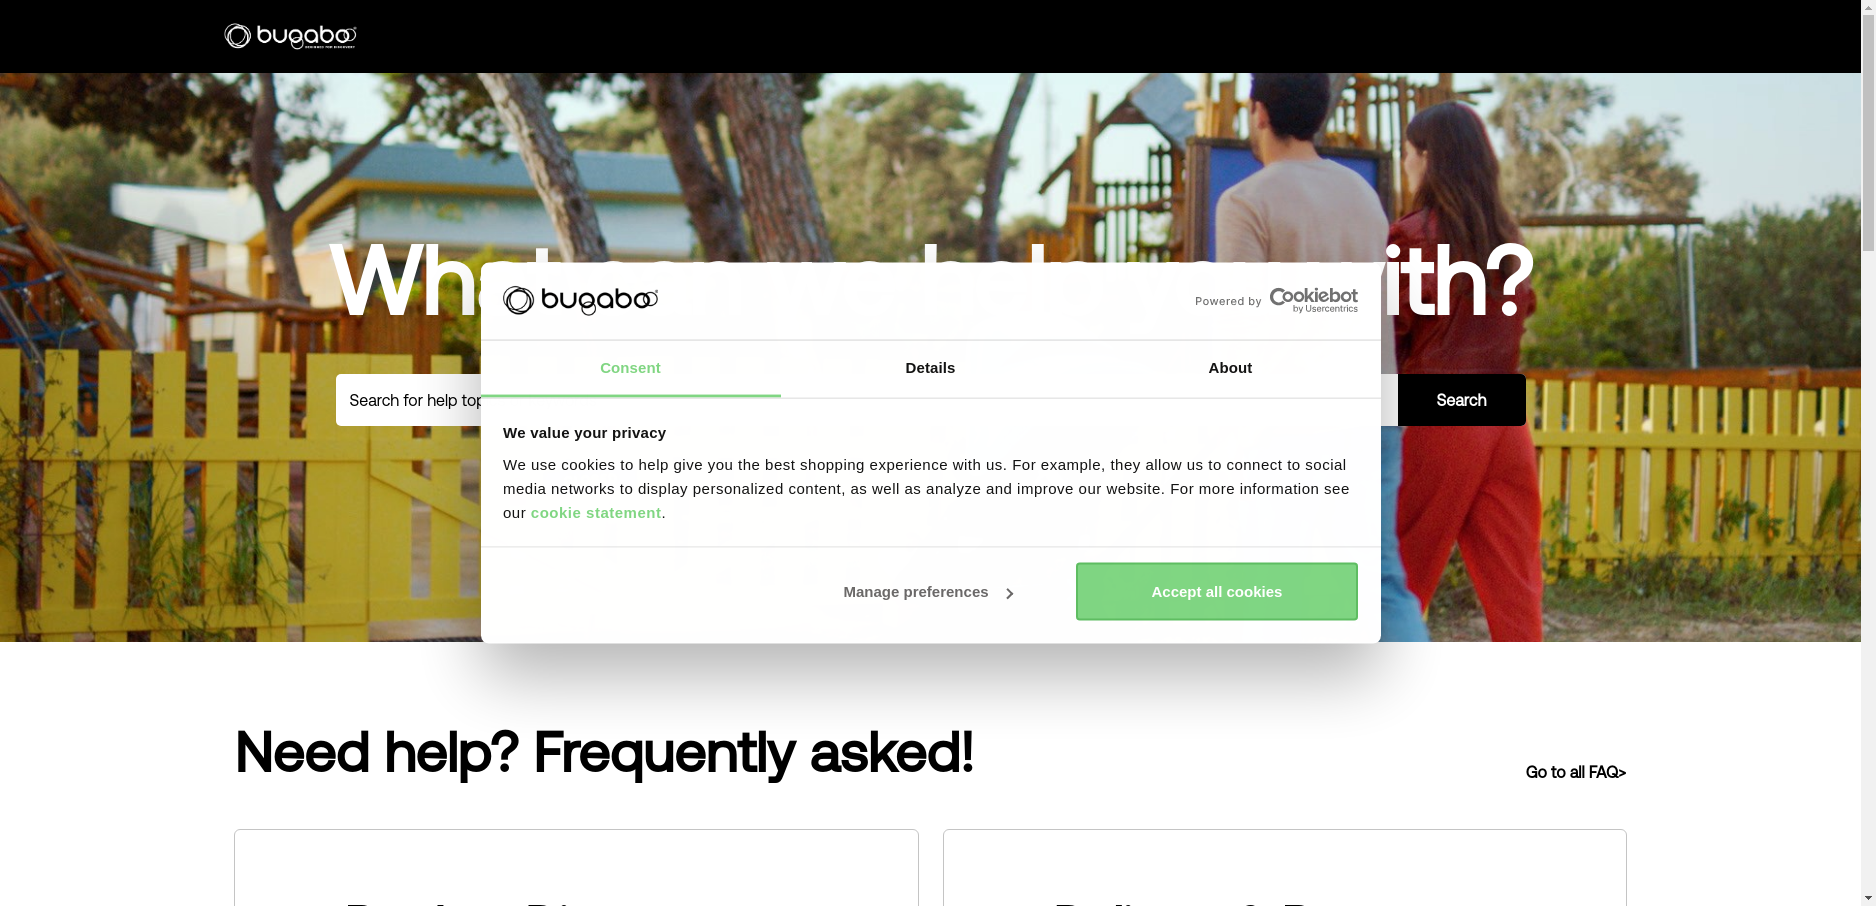 bugaboo
What can we help you with?
bugaboo
Powered by Cookiebot
by Usercentrics
Consent
Details
About
Search for help top
Search
We value your privacy
We use cookies to help give you the best shopping experience with us. For example, they allow us to connect to social
media networks to display personalized content, as well as analyze and improve our website. For more information see
our cookie statement.
Manage preferences
Accept all cookies
Need help? Frequently asked!
Go to all FAQ>